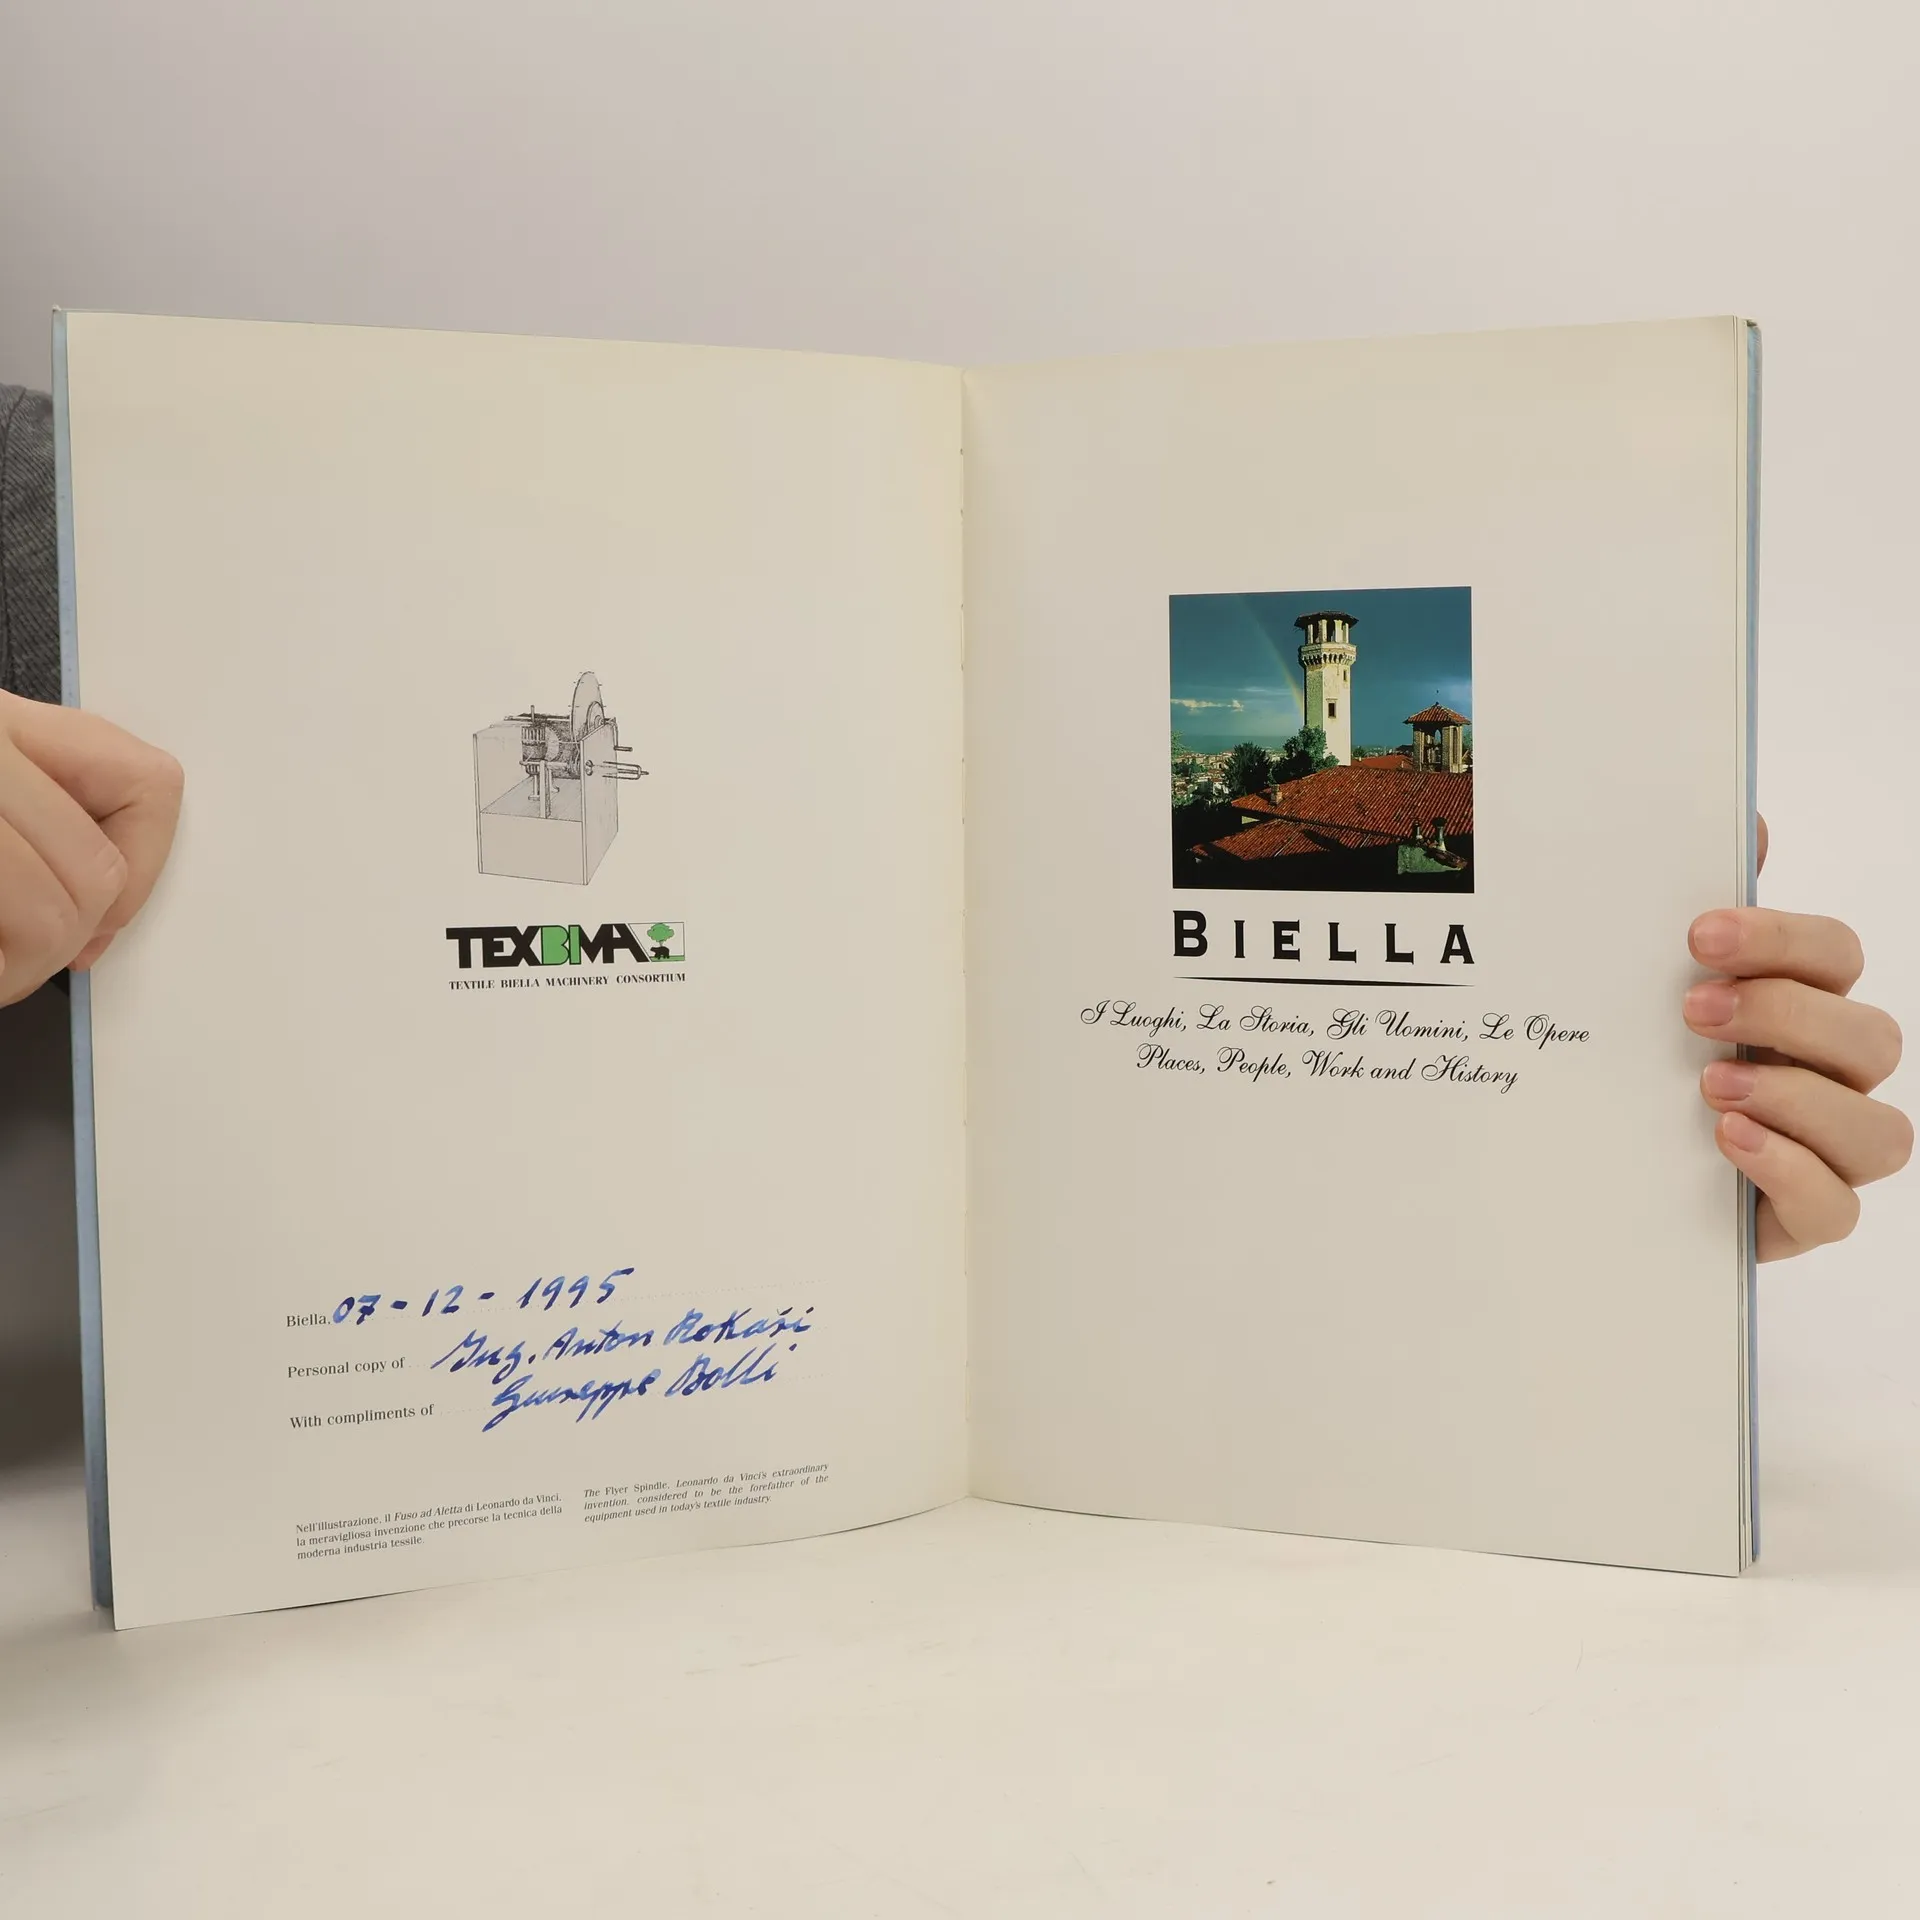 TEXBIMA
TEXTILE BIELLA MACHINERY CONSORTIUM
Biella, 07 - 12 - 1995
Personal copy of Ing. Anton Rokaši
With compliments of Giuseppe Bolli
Nell'illustrazione, il Fuso ad Aletta di Leonardo da Vinci,
la meravigliosa invenzione che precorse la tecnica della
moderna industria tessile.
The Flyer Spindle, Leonardo da Vinci's extraordinary
invention, considered to be the forefather of the
equipment used in today's textile industry.
BIELLA
I Luoghi, La Storia, Gli Uomini, Le Opere
Places, People, Work and History